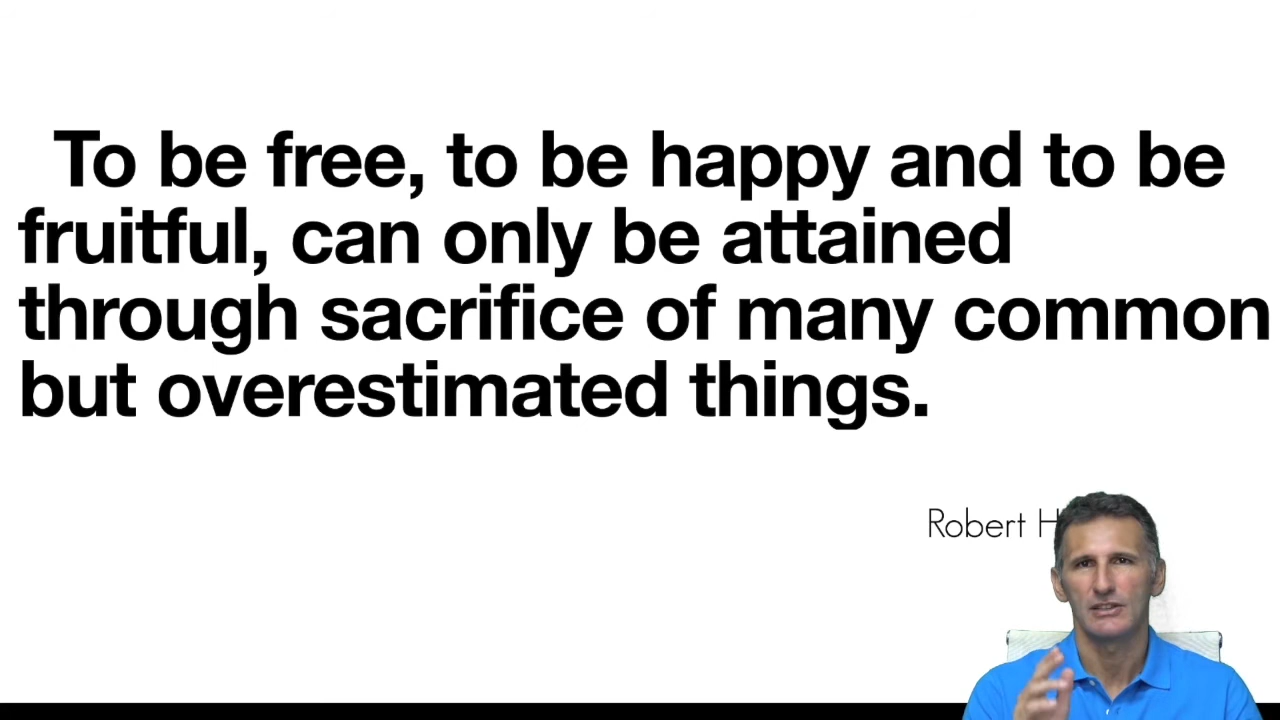 To be free, to be happy and to be
fruitful, can only be attained
through sacrifice of many common
but overestimated things.
Robert